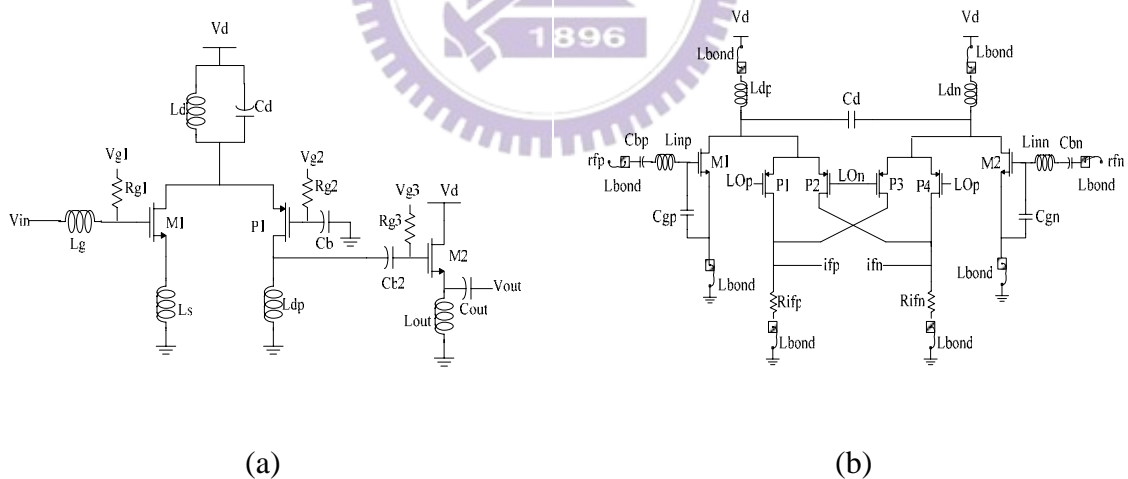 1896
Vd
Ld
Cd
Vg1
Rg1
Vg2
Rg2
Vg3
Rg3
Vd
Vin
Lg
M1
P1
Cb
M2
Cb2
Vout
Cout
Ls
Ldp
Lout
(a)
Vd
Vd
Lbond
Lbond
Ldp
Ldn
Cd
Cbp
Linp
Linn
Cbn
rfp
M1
M2
rfn
Lbond
Lbond
LOp
P1
P2
LOn
P3
P4
LOp
Cgp
Cgn
Lbond
Lbond
ifp
ifn
Rifp
Rifn
Lbond
Lbond
(b)